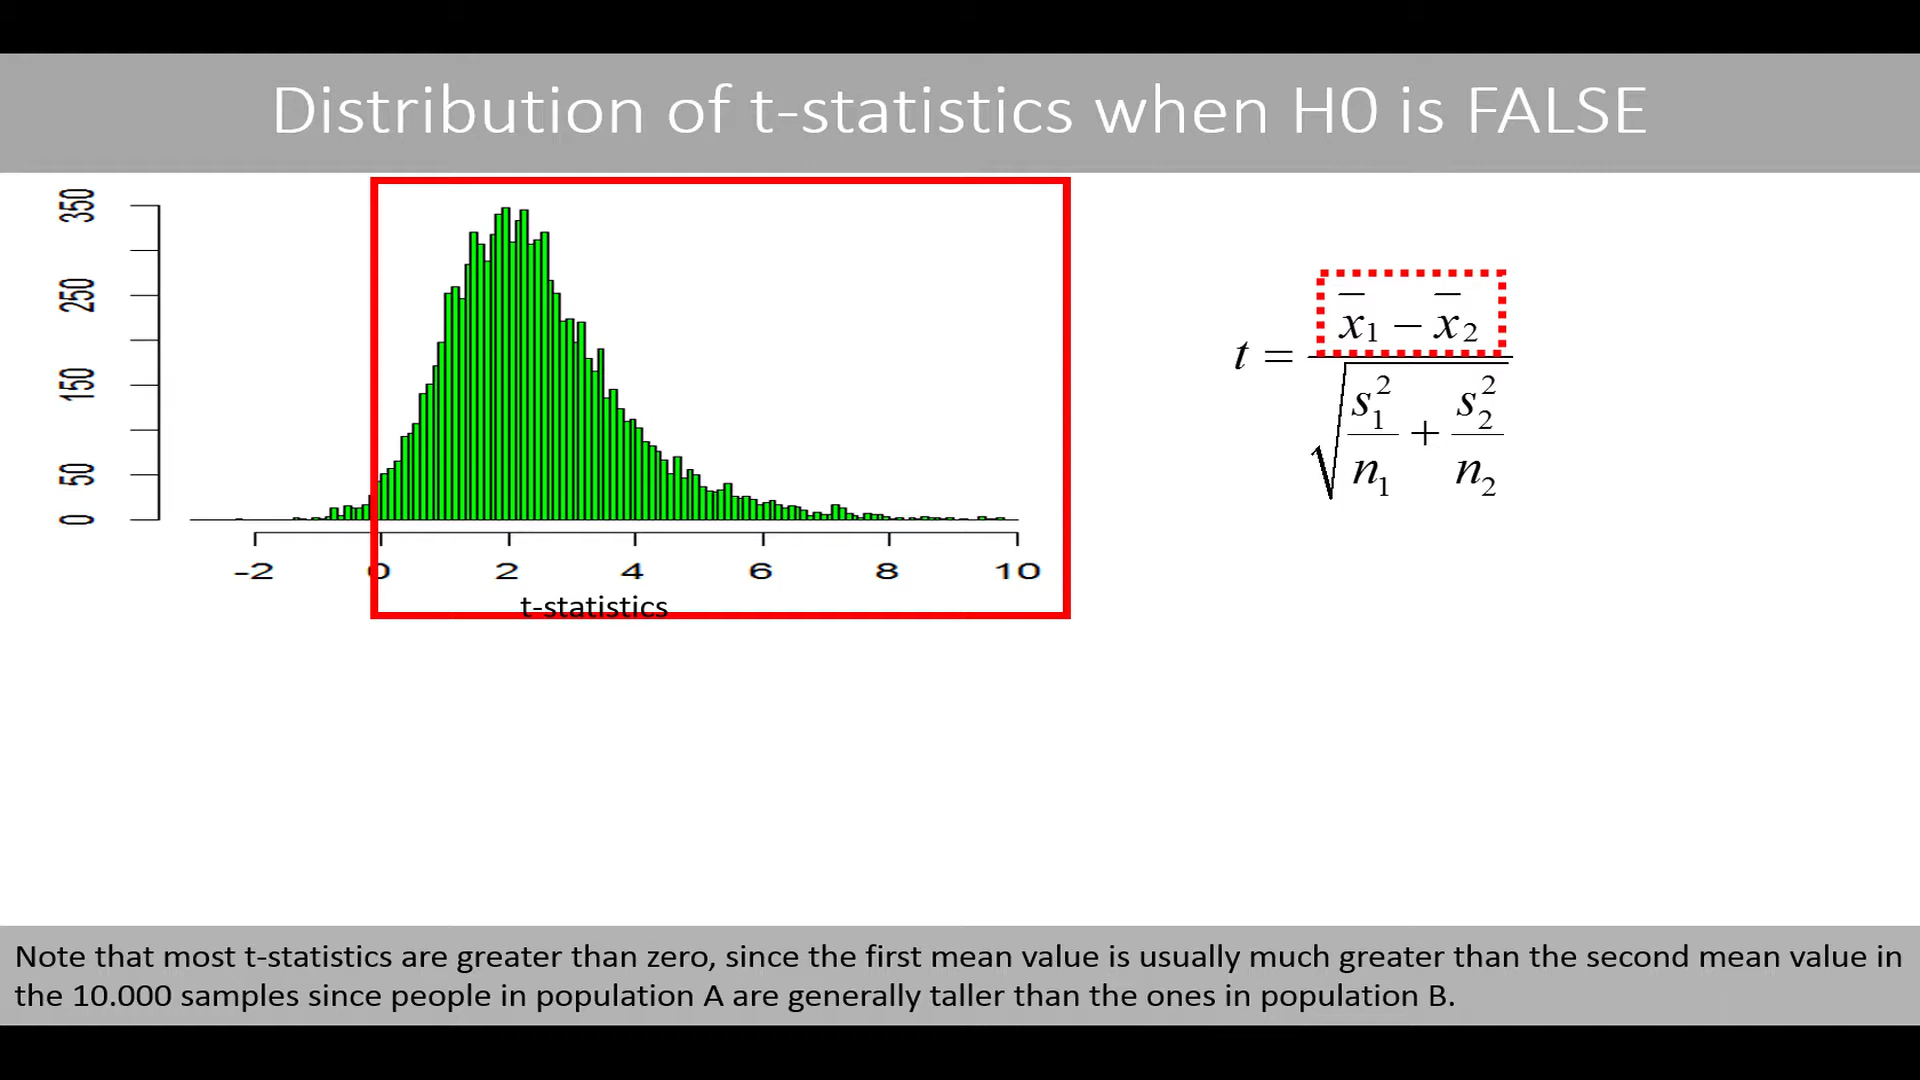 Distribution of t-statistics when H0 is FALSE
350
250
150
50
0
-2 0 2 4 6 8 10
t-statistics
t = (x̄₁ − x̄₂) / √(s₁²/n₁ + s₂²/n₂)
Note that most t-statistics are greater than zero, since the first mean value is usually much greater than the second mean value in
the 10.000 samples since people in population A are generally taller than the ones in population B.